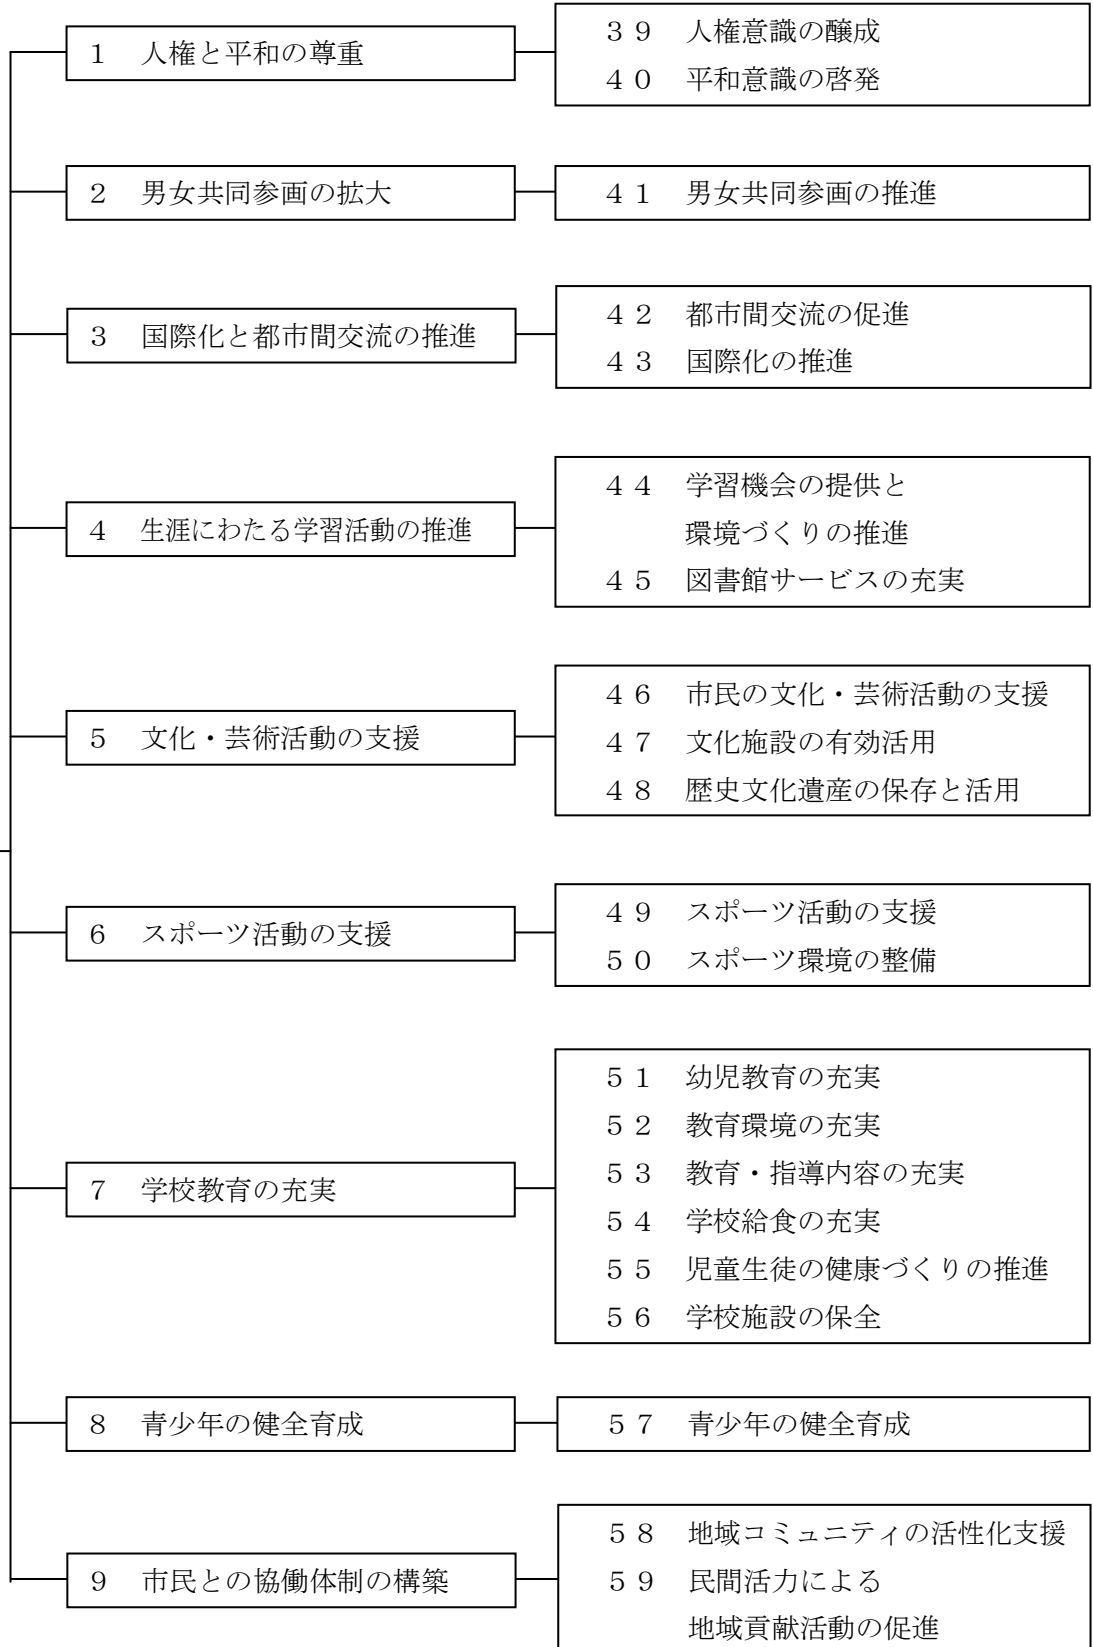 １　人権と平和の尊重
３９　人権意識の醸成
４０　平和意識の啓発
２　男女共同参画の拡大
４１　男女共同参画の推進
３　国際化と都市間交流の推進
４２　都市間交流の促進
４３　国際化の推進
４　生涯にわたる学習活動の推進
４４　学習機会の提供と
環境づくりの推進
４５　図書館サービスの充実
５　文化・芸術活動の支援
４６　市民の文化・芸術活動の支援
４７　文化施設の有効活用
４８　歴史文化遺産の保存と活用
６　スポーツ活動の支援
４９　スポーツ活動の支援
５０　スポーツ環境の整備
７　学校教育の充実
５１　幼児教育の充実
５２　教育環境の充実
５３　教育・指導内容の充実
５４　学校給食の充実
５５　児童生徒の健康づくりの推進
５６　学校施設の保全
８　青少年の健全育成
５７　青少年の健全育成
９　市民との協働体制の構築
５８　地域コミュニティの活性化支援
５９　民間活力による
地域貢献活動の促進